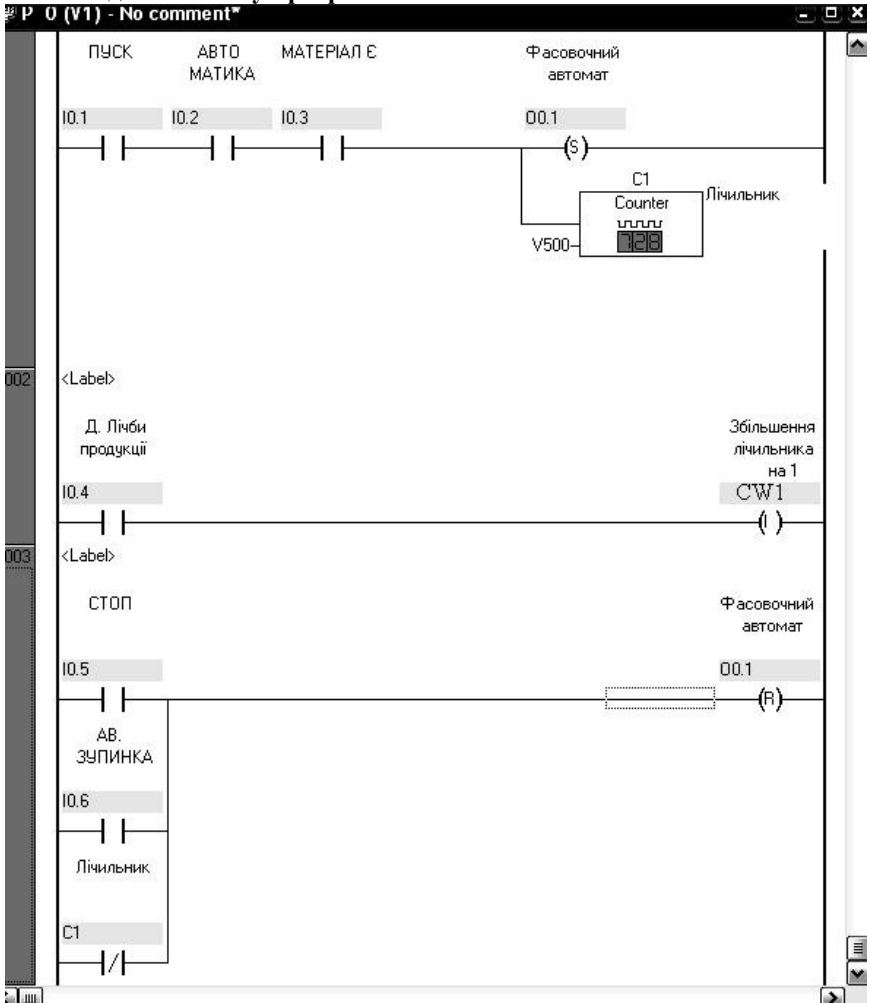 P O (V1) - No comment*
ПУСК АВТО МАТЕРІАЛ Є Фасовочний
МАТИКА автомат
I0.1 I0.2 I0.3 O0.1
(S)
C1
Counter Лічильник
728
V500
002 <Label>
Д. Лічби Збільшення
продукції лічильника
на 1
I0.4 CW1
(I)
003 <Label>
СТОП Фасовочний
автомат
I0.5 O0.1
(R)
АВ.
ЗУПИНКА
I0.6
Лічильник
C1